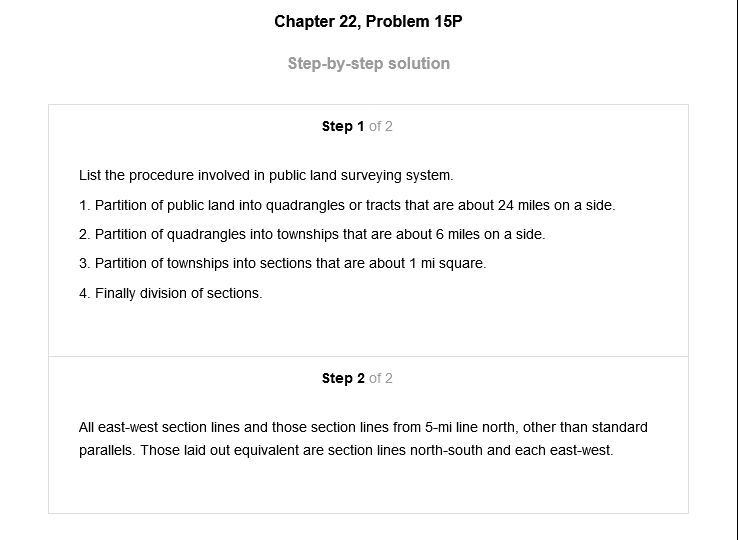 Chapter 22, Problem 15P
Step-by-step solution
Step 1 of 2
List the procedure involved in public land surveying system.
1. Partition of public land into quadrangles or tracts that are about 24 miles on a side.
2. Partition of quadrangles into townships that are about 6 miles on a side.
3. Partition of townships into sections that are about 1 mi square.
4. Finally division of sections.
Step 2 of 2
All east-west section lines and those section lines from 5-mi line north, other than standard
parallels. Those laid out equivalent are section lines north-south and each east-west.